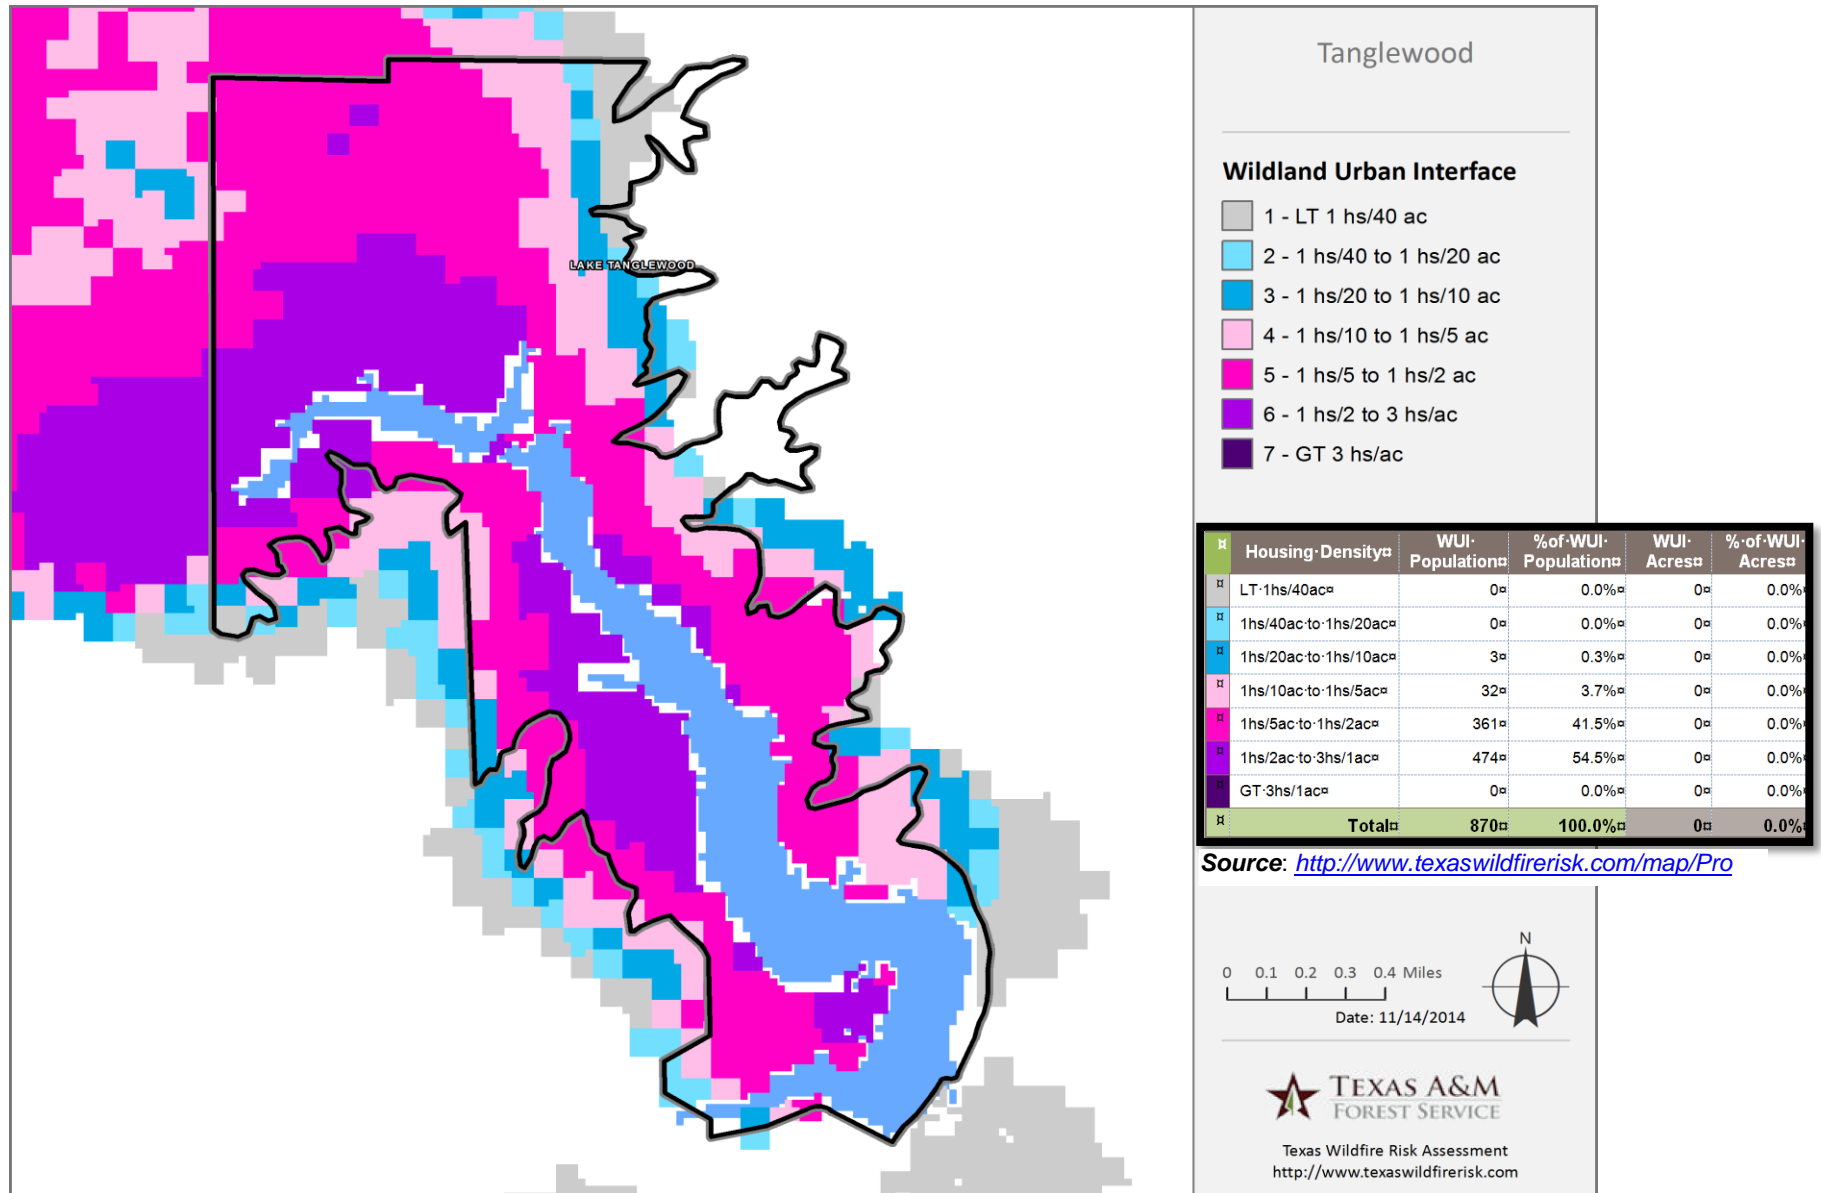 LAKE TANGLEWOOD
Tanglewood
Wildland Urban Interface
1 - LT 1 hs/40 ac
2 - 1 hs/40 to 1 hs/20 ac
3 - 1 hs/20 to 1 hs/10 ac
4 - 1 hs/10 to 1 hs/5 ac
5 - 1 hs/5 to 1 hs/2 ac
6 - 1 hs/2 to 3 hs/ac
7 - GT 3 hs/ac
¤ Housing·Density¤ WUI· Population¤ %of·WUI· Population¤ WUI· Acres¤ %·of·WUI· Acres¤
¤ LT·1hs/40ac¤ 0¤ 0.0%¤ 0¤ 0.0%
¤ 1hs/40ac·to·1hs/20ac¤ 0¤ 0.0%¤ 0¤ 0.0%
¤ 1hs/20ac·to·1hs/10ac¤ 3¤ 0.3%¤ 0¤ 0.0%
¤ 1hs/10ac·to·1hs/5ac¤ 32¤ 3.7%¤ 0¤ 0.0%
¤ 1hs/5ac·to·1hs/2ac¤ 361¤ 41.5%¤ 0¤ 0.0%
¤ 1hs/2ac·to·3hs/1ac¤ 474¤ 54.5%¤ 0¤ 0.0%
¤ GT·3hs/1ac¤ 0¤ 0.0%¤ 0¤ 0.0%
¤ Total¤ 870¤ 100.0%¤ 0¤ 0.0%
Source: http://www.texaswildfirerisk.com/map/Pro
N
0 0.1 0.2 0.3 0.4 Miles
Date: 11/14/2014
TEXAS A&M
FOREST SERVICE
Texas Wildfire Risk Assessment
http://www.texaswildfirerisk.com